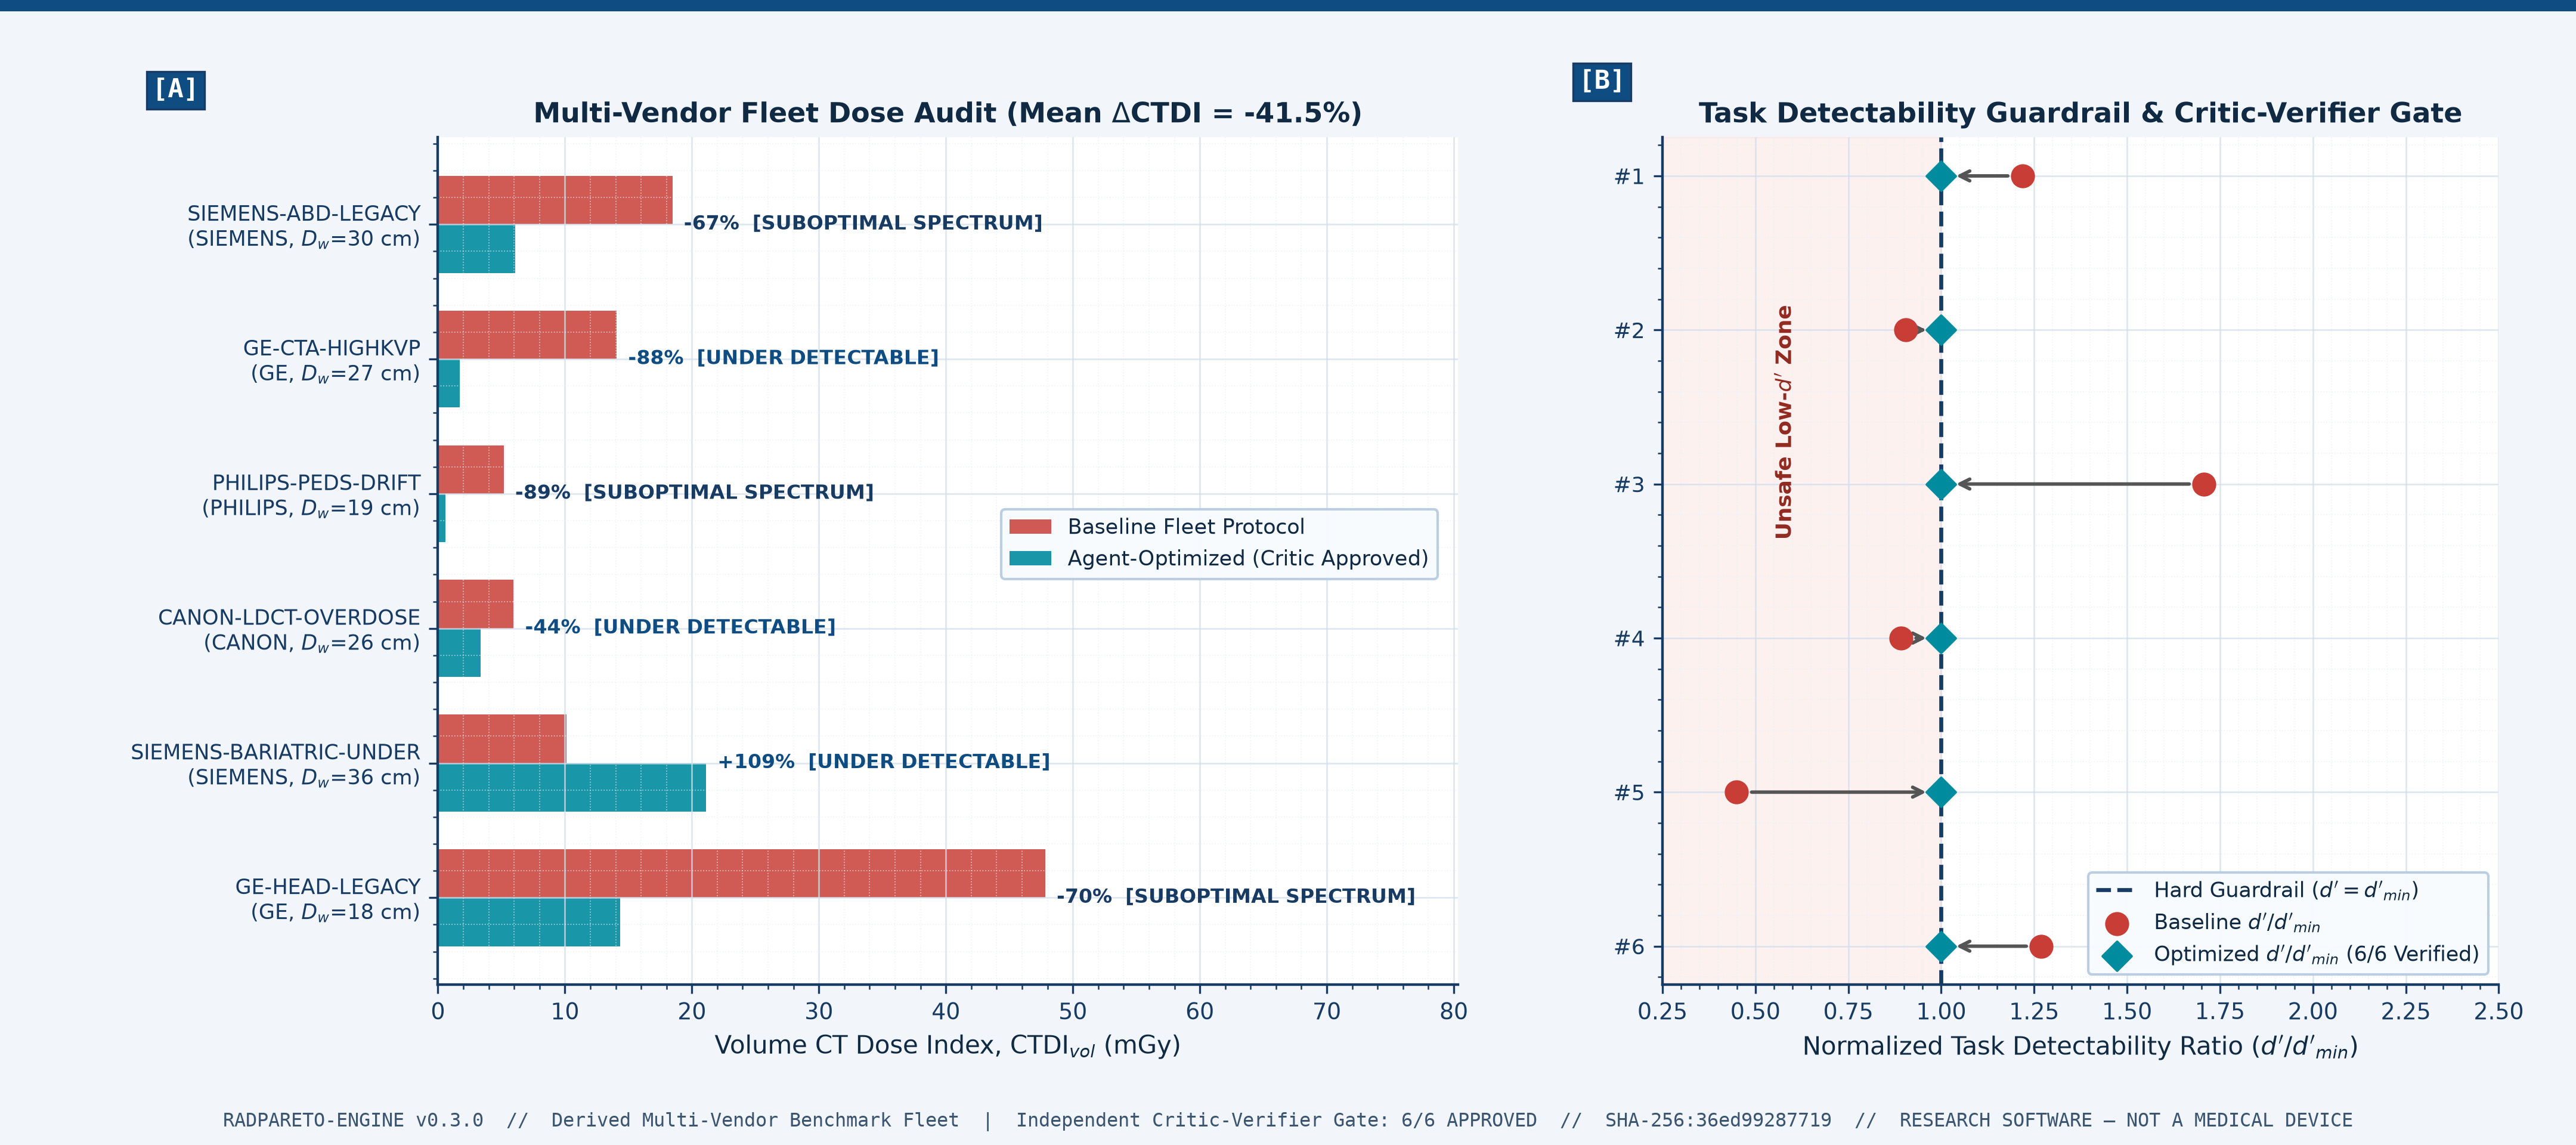 [A]
Multi-Vendor Fleet Dose Audit (Mean ΔCTDI = -41.5%)
SIEMENS-ABD-LEGACY
(SIEMENS, Dw=30 cm)
-67% [SUBOPTIMAL SPECTRUM]
GE-CTA-HIGHKVP
(GE, Dw=27 cm)
-88% [UNDER DETECTABLE]
PHILIPS-PEDS-DRIFT
(PHILIPS, Dw=19 cm)
-89% [SUBOPTIMAL SPECTRUM]
Baseline Fleet Protocol
Agent-Optimized (Critic Approved)
CANON-LDCT-OVERDOSE
(CANON, Dw=26 cm)
-44% [UNDER DETECTABLE]
SIEMENS-BARIATRIC-UNDER
(SIEMENS, Dw=36 cm)
+109% [UNDER DETECTABLE]
GE-HEAD-LEGACY
(GE, Dw=18 cm)
-70% [SUBOPTIMAL SPECTRUM]
0 10 20 30 40 50 60 70 80
Volume CT Dose Index, CTDIvol (mGy)
[B]
Task Detectability Guardrail & Critic-Verifier Gate
#1
#2
#3
#4
#5
#6
Unsafe Low-d′ Zone
Hard Guardrail (d′ = d′min)
Baseline d′/d′min
Optimized d′/d′min (6/6 Verified)
0.25 0.50 0.75 1.00 1.25 1.50 1.75 2.00 2.25 2.50
Normalized Task Detectability Ratio (d′/d′min)
RADPARETO-ENGINE v0.3.0 // Derived Multi-Vendor Benchmark Fleet | Independent Critic-Verifier Gate: 6/6 APPROVED // SHA-256:36ed99287719 // RESEARCH SOFTWARE — NOT A MEDICAL DEVICE